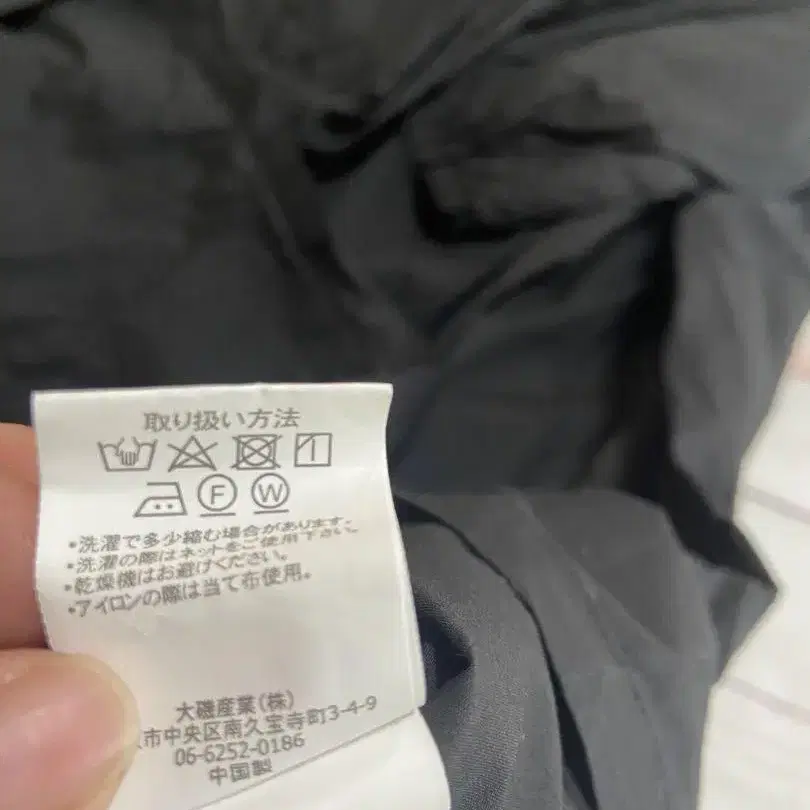 取り扱い方法
F W
・洗濯で多少縮む場合があります。
・洗濯の際はネットをご使用下さい。
・乾燥機はお避けください。
・アイロンの際は当て布使用。
大磯産業(株)
市中央区南久宝寺町3-4-9
06-6252-0186
中国製